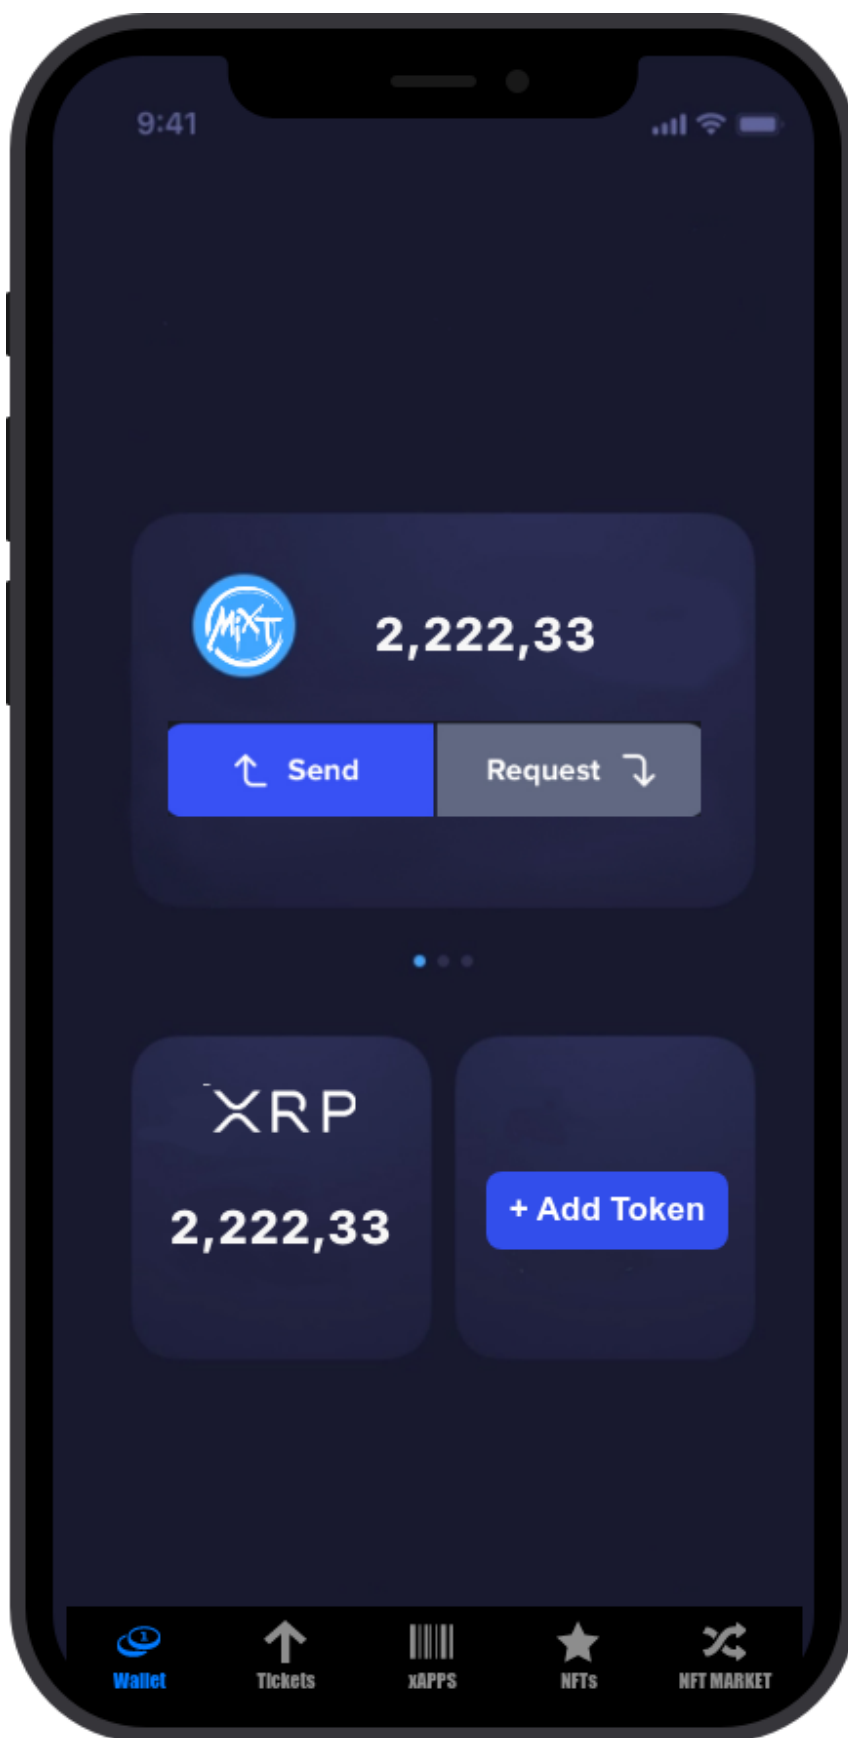 9:41
MiXT
2,222,33
Send Request
XRP
2,222,33
+ Add Token
1
Wallet Tickets xAPPS NFTs NFT MARKET